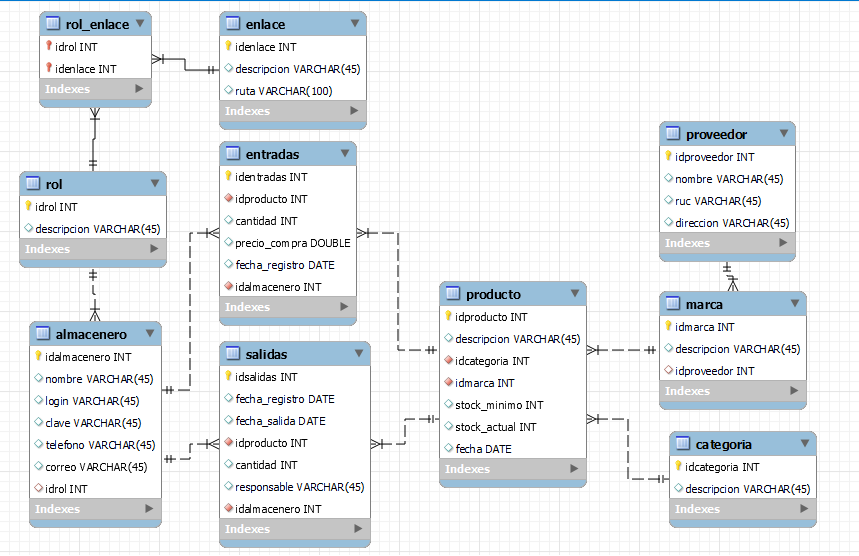 rol_enlace
idrol INT
idenlace INT
Indexes
enlace
idenlace INT
descripcion VARCHAR(45)
ruta VARCHAR(100)
Indexes
rol
idrol INT
descripcion VARCHAR(45)
Indexes
entradas
identradas INT
idproducto INT
cantidad INT
precio_compra DOUBLE
fecha_registro DATE
idalmacenero INT
Indexes
almacenero
idalmacenero INT
nombre VARCHAR(45)
login VARCHAR(45)
clave VARCHAR(45)
telefono VARCHAR(45)
correo VARCHAR(45)
idrol INT
Indexes
salidas
idsalidas INT
fecha_registro DATE
fecha_salida DATE
idproducto INT
cantidad INT
responsable VARCHAR(45)
idalmacenero INT
Indexes
producto
idproducto INT
descripcion VARCHAR(45)
idcategoria INT
idmarca INT
stock_minimo INT
stock_actual INT
fecha DATE
Indexes
proveedor
idproveedor INT
nombre VARCHAR(45)
ruc VARCHAR(45)
direccion VARCHAR(45)
Indexes
marca
idmarca INT
descripcion VARCHAR(45)
idproveedor INT
Indexes
categoria
idcategoria INT
descripcion VARCHAR(45)
Indexes